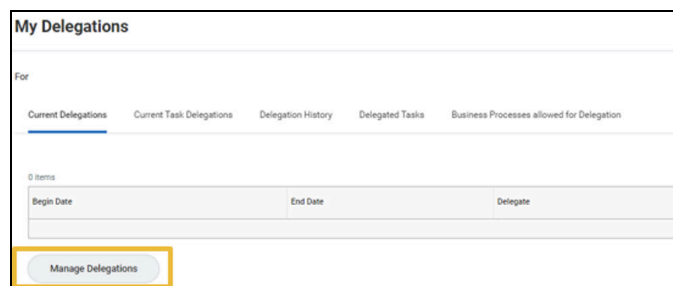 My Delegations
For
Current Delegations Current Task Delegations Delegation History Delegated Tasks Business Processes allowed for Delegation
0 items
Begin Date End Date Delegate
Manage Delegations